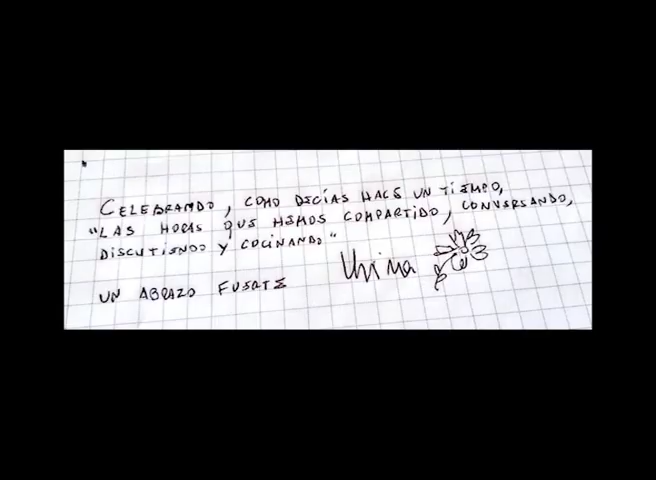 CELEBRANDO, COMO DECÍAS HACE UN TIEMPO,
"LAS HORAS QUE HEMOS COMPARTIDO, CONVERSANDO,
DISCUTIENDO Y COCINANDO"
UN ABRAZO FUERTE